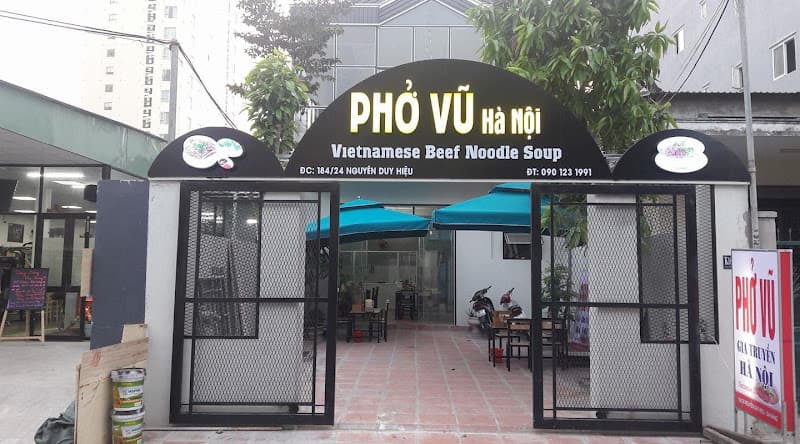 PHỞ VŨ HÀ NỘI
Vietnamese Beef Noodle Soup
ĐC: 184/24 NGUYỄN DUY HIỆU
ĐT: 090 123 1991
PHỞ VŨ
GIA TRUYỀN
HÀ NỘI